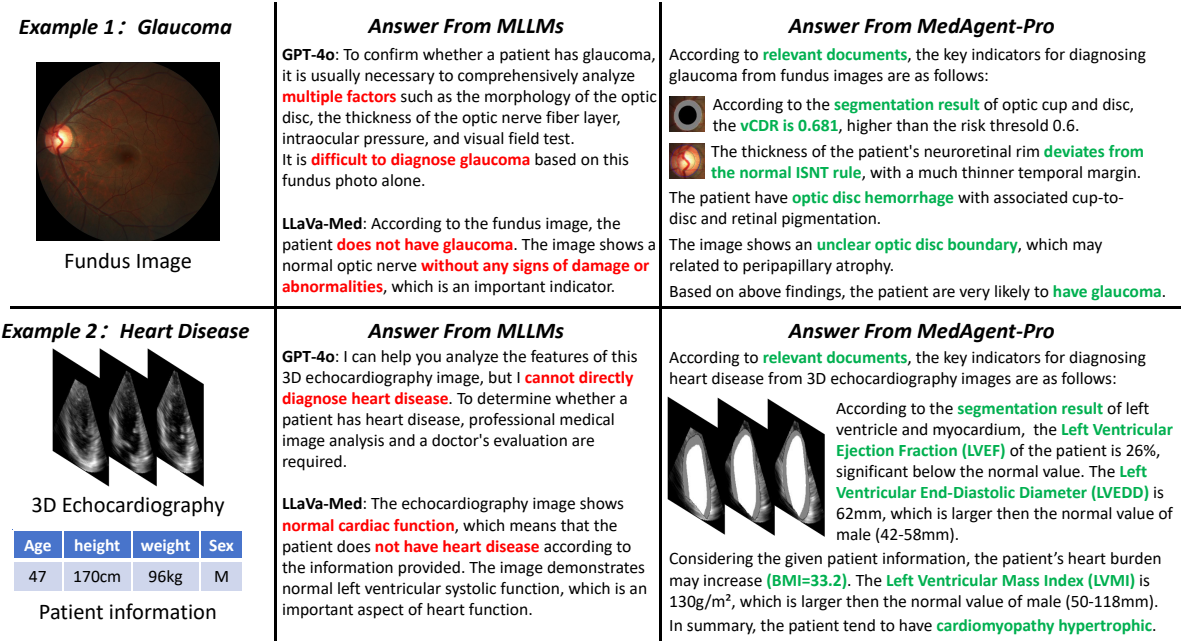 Example 1： Glaucoma
Fundus Image
Answer From MLLMs
GPT-4o: To confirm whether a patient has glaucoma,
it is usually necessary to comprehensively analyze
multiple factors such as the morphology of the optic
disc, the thickness of the optic nerve fiber layer,
intraocular pressure, and visual field test.
It is difficult to diagnose glaucoma based on this
fundus photo alone.
LLaVa-Med: According to the fundus image, the
patient does not have glaucoma. The image shows a
normal optic nerve without any signs of damage or
abnormalities, which is an important indicator.
Answer From MedAgent-Pro
According to relevant documents, the key indicators for diagnosing
glaucoma from fundus images are as follows:
According to the segmentation result of optic cup and disc,
the vCDR is 0.681, higher than the risk thresold 0.6.
The thickness of the patient's neuroretinal rim deviates from
the normal ISNT rule, with a much thinner temporal margin.
The patient have optic disc hemorrhage with associated cup-to-
disc and retinal pigmentation.
The image shows an unclear optic disc boundary, which may
related to peripapillary atrophy.
Based on above findings, the patient are very likely to have glaucoma.
Example 2： Heart Disease
3D Echocardiography
Age height weight Sex
47 170cm 96kg M
Patient information
Answer From MLLMs
GPT-4o: I can help you analyze the features of this
3D echocardiography image, but I cannot directly
diagnose heart disease. To determine whether a
patient has heart disease, professional medical
image analysis and a doctor's evaluation are
required.
LLaVa-Med: The echocardiography image shows
normal cardiac function, which means that the
patient does not have heart disease according to
the information provided. The image demonstrates
normal left ventricular systolic function, which is an
important aspect of heart function.
Answer From MedAgent-Pro
According to relevant documents, the key indicators for diagnosing
heart disease from 3D echocardiography images are as follows:
According to the segmentation result of left
ventricle and myocardium, the Left Ventricular
Ejection Fraction (LVEF) of the patient is 26%,
significant below the normal value. The Left
Ventricular End-Diastolic Diameter (LVEDD) is
62mm, which is larger then the normal value of
male (42-58mm).
Considering the given patient information, the patient’s heart burden
may increase (BMI=33.2). The Left Ventricular Mass Index (LVMI) is
130g/m², which is larger then the normal value of male (50-118mm).
In summary, the patient tend to have cardiomyopathy hypertrophic.